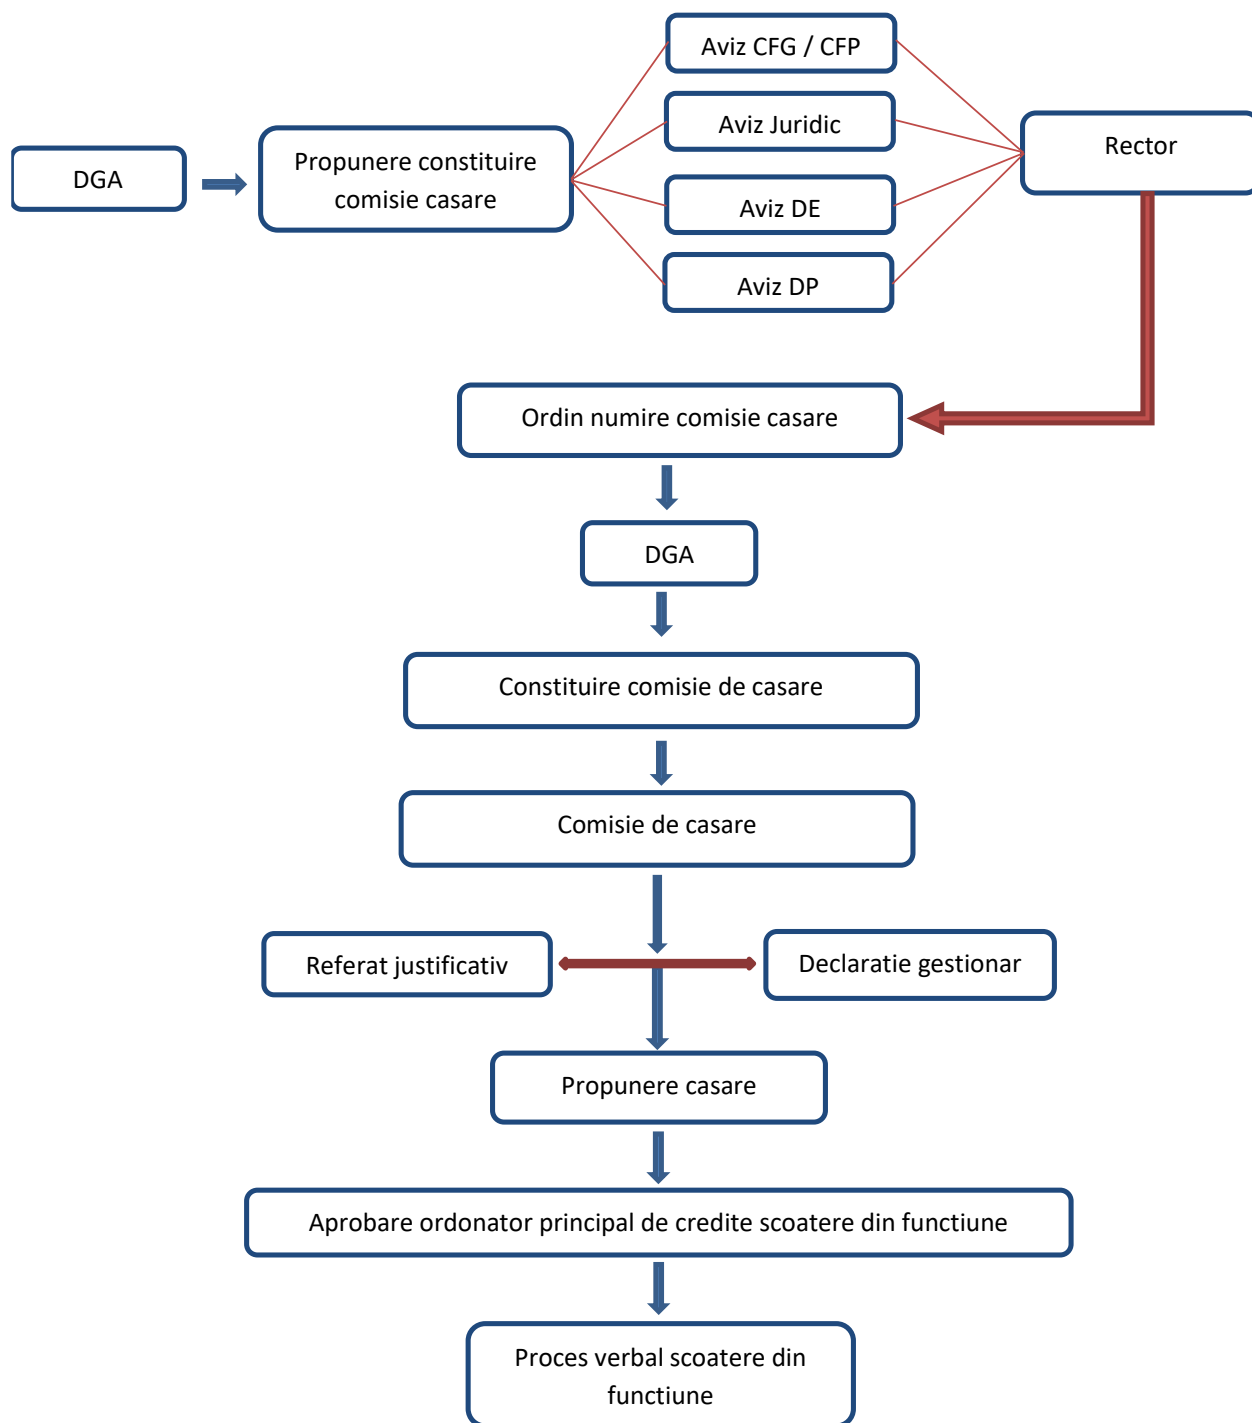 DGA
Propunere constituire
comisie casare
Aviz CFG / CFP
Aviz Juridic
Aviz DE
Aviz DP
Rector
Ordin numire comisie casare
DGA
Constituire comisie de casare
Comisie de casare
Referat justificativ
Declaratie gestionar
Propunere casare
Aprobare ordonator principal de credite scoatere din functiune
Proces verbal scoatere din
functiune